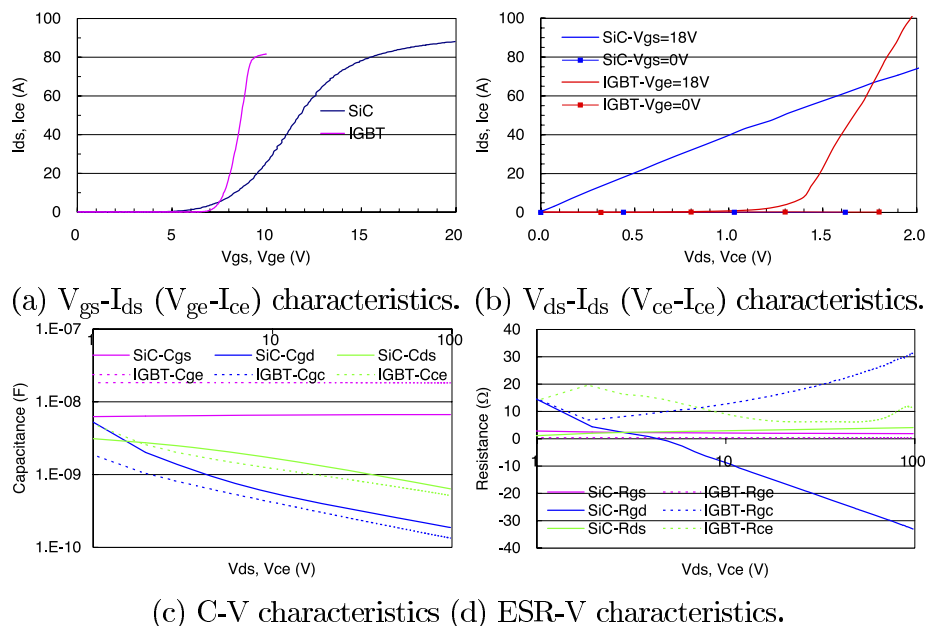 Ids, Ice (A)
100
80
60
40
20
0
SiC
IGBT
0 5 10 15 20
Vgs, Vge (V)
Ids, Ice (A)
100
80
60
40
20
0
SiC-Vgs=18V
SiC-Vgs=0V
IGBT-Vge=18V
IGBT-Vge=0V
0.0 0.5 1.0 1.5 2.0
Vds, Vce (V)
(a) Vgs-Ids (Vge-Ice) characteristics. (b) Vds-Ids (Vce-Ice) characteristics.
Capacitance (F)
1.E-07
1.E-08
1.E-09
1.E-10
1 10 100
SiC-Cgs SiC-Cgd SiC-Cds
IGBT-Cge IGBT-Cgc IGBT-Cce
Vds, Vce (V)
Resistance (Ω)
40
30
20
10
0
-10
-20
-30
-40
1 10 100
SiC-Rgs IGBT-Rge
SiC-Rgd IGBT-Rgc
SiC-Rds IGBT-Rce
Vds, Vce (V)
(c) C-V characteristics (d) ESR-V characteristics.